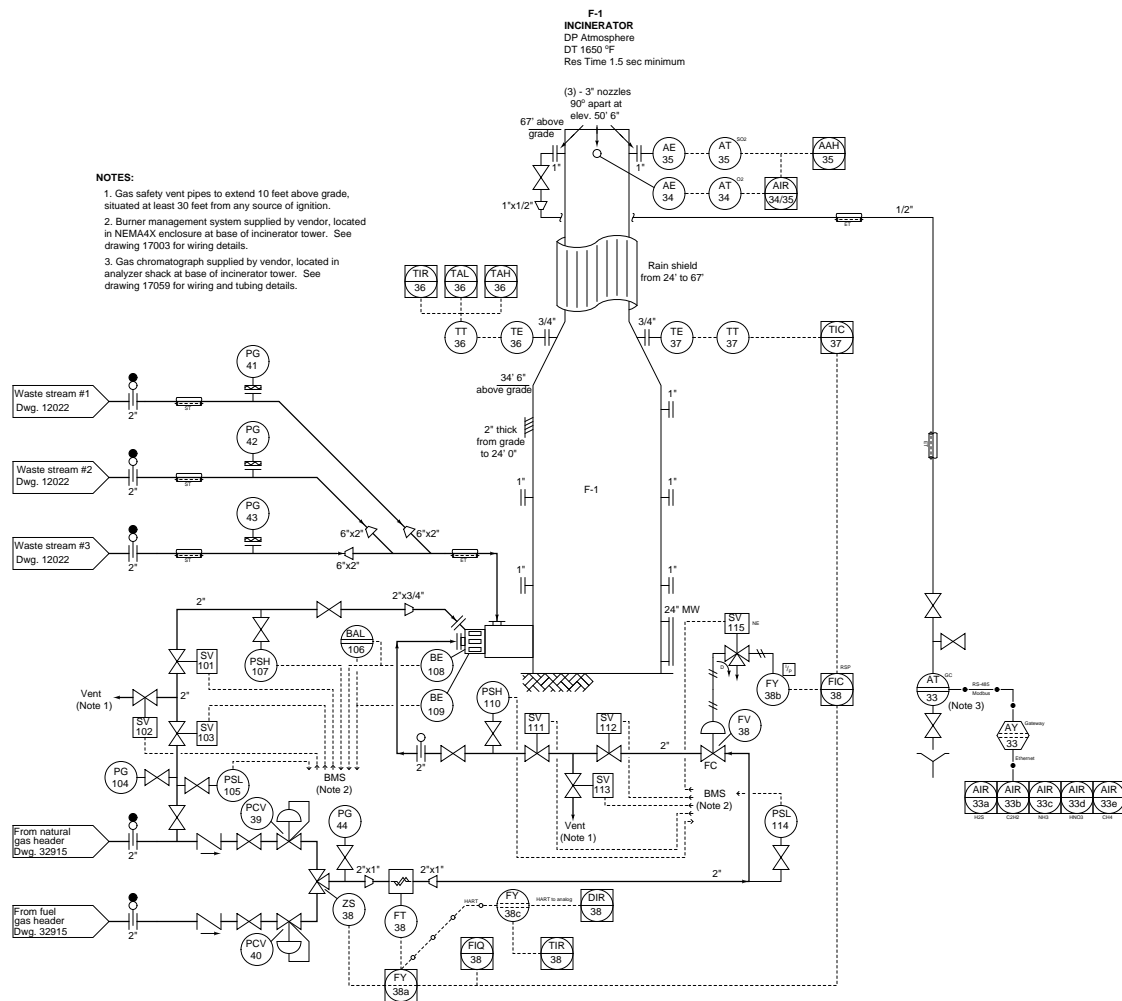 F-1
INCINERATOR
DP Atmosphere
DT 1650 °F
Res Time 1.5 sec minimum
(3) - 3" nozzles
90° apart at
elev. 50' 6"
67' above
grade
1"
1"
1"x1/2"
AE
35
AT
35
SO2
AAH
35
AE
34
AT
34
O2
AIR
34/35
1/2"
ET
NOTES:
1. Gas safety vent pipes to extend 10 feet above grade,
situated at least 30 feet from any source of ignition.
2. Burner management system supplied by vendor, located
in NEMA4X enclosure at base of incinerator tower. See
drawing 17003 for wiring details.
3. Gas chromatograph supplied by vendor, located in
analyzer shack at base of incinerator tower. See
drawing 17059 for wiring and tubing details.
Rain shield
from 24' to 67'
TIR
36
TAL
36
TAH
36
TT
36
TE
36
3/4"
3/4"
TE
37
TT
37
TIC
37
34' 6"
above grade
2" thick
from grade
to 24' 0"
F-1
1"
1"
1"
1"
1"
24" MW
ET
PG
41
Waste stream #1
Dwg. 12022
2"
ST
PG
42
Waste stream #2
Dwg. 12022
2"
ST
PG
43
Waste stream #3
Dwg. 12022
2"
ST
6"x2"
6"x2"
6"x2"
ET
2"
2"x3/4"
SV
101
PSH
107
BAL
106
BE
108
BE
109
PSH
110
Vent
(Note 1)
2"
SV
102
SV
103
PG
104
PSL
105
BMS
(Note 2)
SV
111
SV
112
SV
113
2"
2"
Vent
(Note 1)
SV
115
NE
D
I/P
FY
38b
RSP
FIC
38
FV
38
FC
BMS
(Note 2)
PSL
114
AT
33
GC
(Note 3)
RS-485
Modbus
AY
33
Gateway
Ethernet
AIR
33a
AIR
33b
AIR
33c
AIR
33d
AIR
33e
H2S
C2H2
NH3
HNO3
CH4
From natural
gas header
Dwg. 32915
2"
PCV
39
PG
44
2"x1"
2"x1"
2"
From fuel
gas header
Dwg. 32915
2"
PCV
40
ZS
38
FT
38
HART
FY
38c
HART to analog
DIR
38
FIQ
38
TIR
38
FY
38a